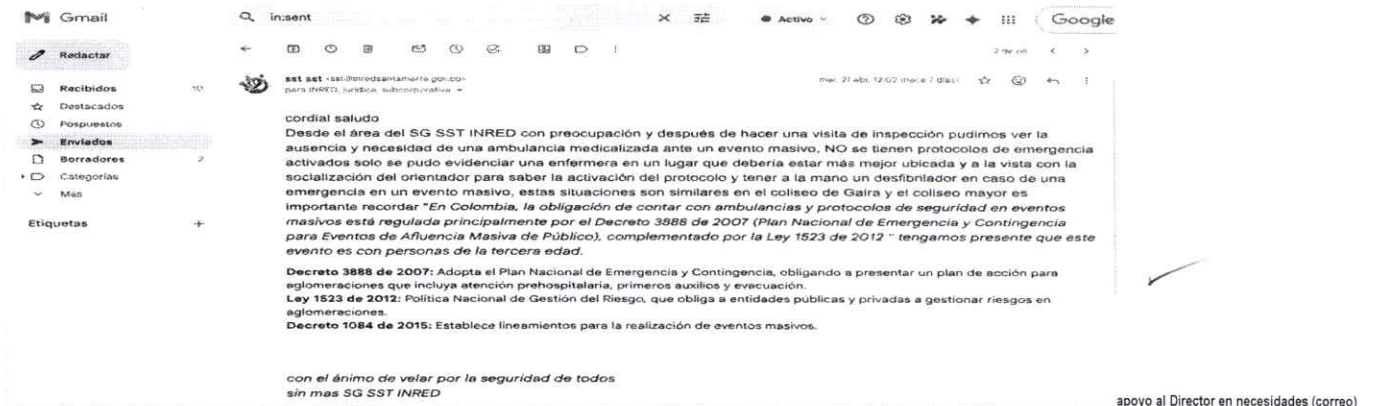 Gmail
in:sent
Activo
Google
Redactar
2 de
sst sst
mar, 21 abr, 12:02 (hace 7 días)
para INRED, juridica, subcorporativa
Recibidos 10
Destacados
Pospuestos
Enviados
Borradores 2
Categorías
Más
Etiquetas
cordial saludo
Desde el área del SG SST INRED con preocupación y después de hacer una visita de inspección pudimos ver la
ausencia y necesidad de una ambulancia medicalizada ante un evento masivo, NO se tienen protocolos de emergencia
activados solo se pudo evidenciar una enfermera en un lugar que debería estar más mejor ubicada y a la vista con la
socialización del orientador para saber la activación del protocolo y tener a la mano un desfibrilador en caso de una
emergencia en un evento masivo, estas situaciones son similares en el coliseo de Gaira y el coliseo mayor es
importante recordar "En Colombia, la obligación de contar con ambulancias y protocolos de seguridad en eventos
masivos está regulada principalmente por el Decreto 3888 de 2007 (Plan Nacional de Emergencia y Contingencia
para Eventos de Afluencia Masiva de Público), complementado por la Ley 1523 de 2012 " tengamos presente que este
evento es con personas de la tercera edad.
Decreto 3888 de 2007: Adopta el Plan Nacional de Emergencia y Contingencia, obligando a presentar un plan de acción para
aglomeraciones que incluya atención prehospitalaria, primeros auxilios y evacuación.
Ley 1523 de 2012: Política Nacional de Gestión del Riesgo, que obliga a entidades públicas y privadas a gestionar riesgos en
aglomeraciones.
Decreto 1084 de 2015: Establece lineamientos para la realización de eventos masivos.
con el ánimo de velar por la seguridad de todos
sin mas SG SST INRED
apoyo al Director en necesidades (correo)